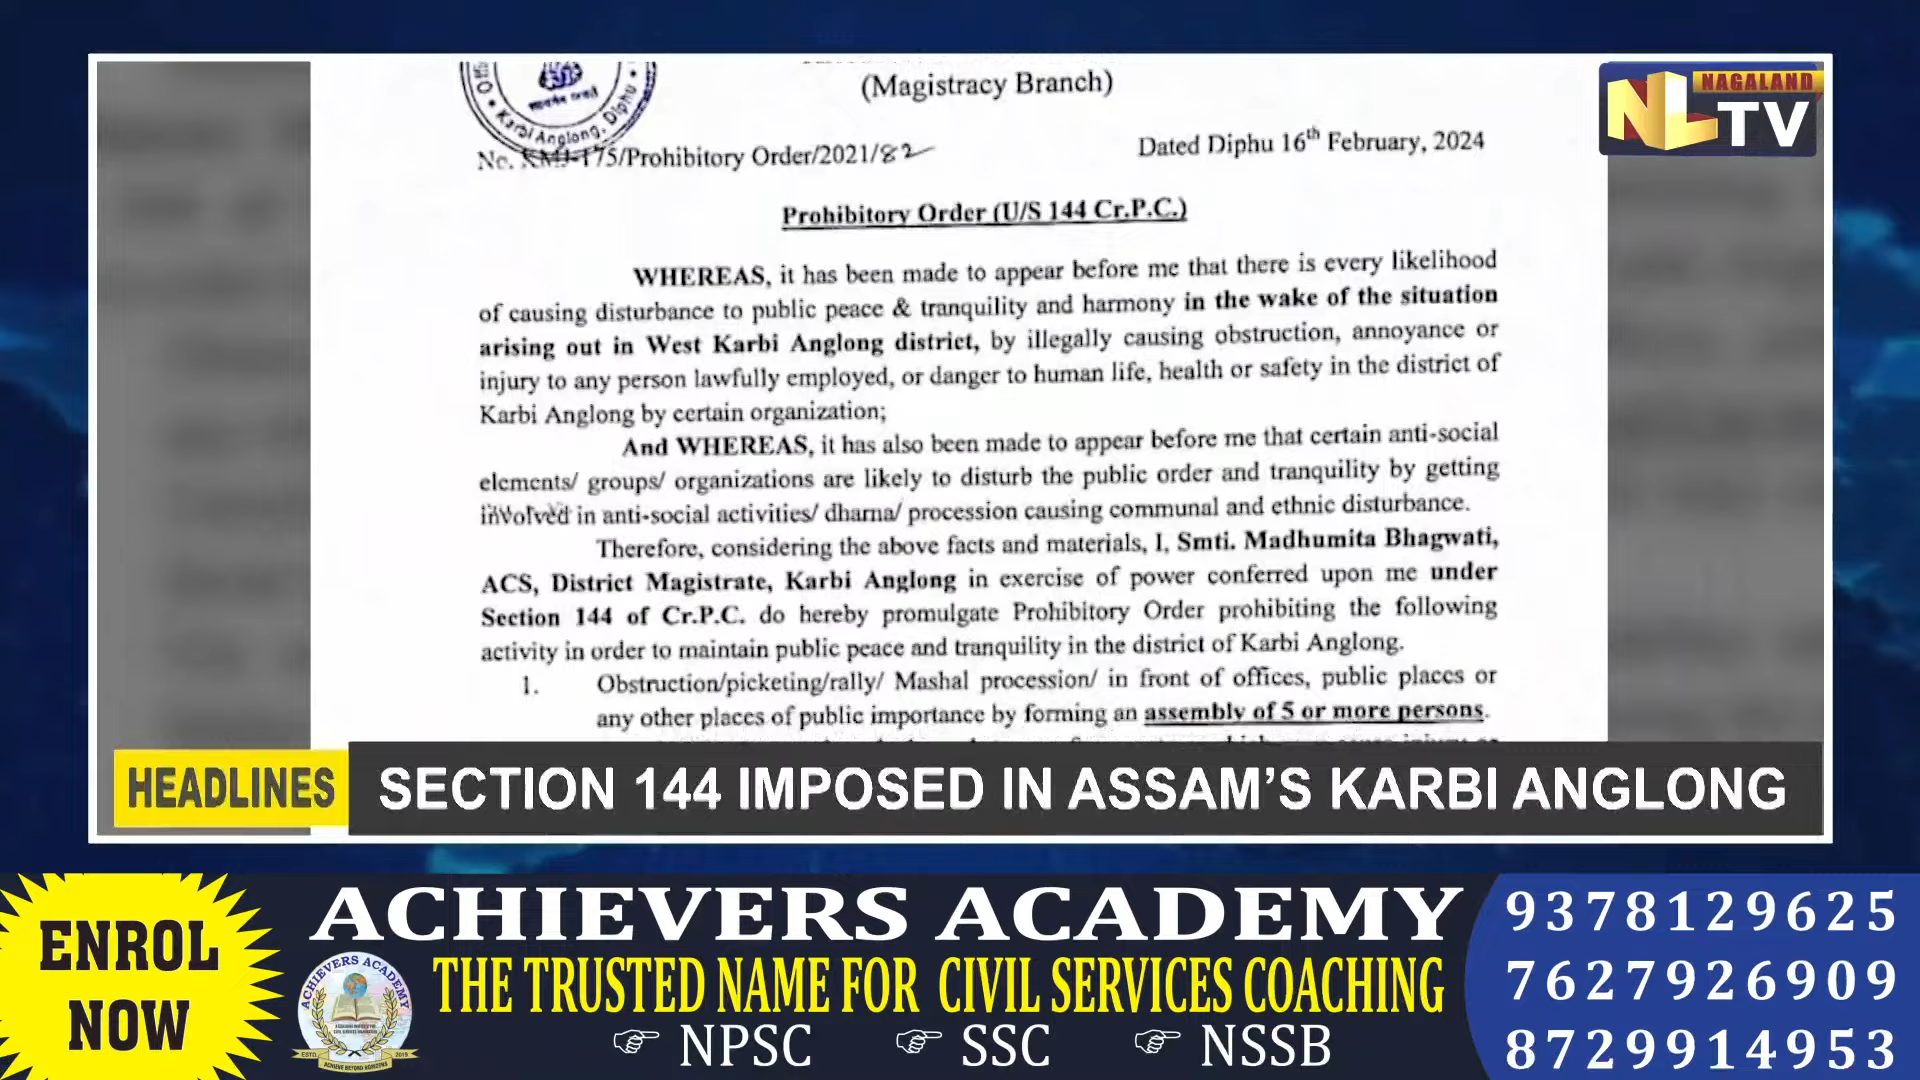 (Magistracy Branch)
Karbi Anglong, Diphu
No. KMJ-175/Prohibitory Order/2021/82
Dated Diphu 16th February, 2024
NAGALAND
NL TV
Prohibitory Order (U/S 144 Cr.P.C.)
WHEREAS, it has been made to appear before me that there is every likelihood
of causing disturbance to public peace & tranquility and harmony in the wake of the situation
arising out in West Karbi Anglong district, by illegally causing obstruction, annoyance or
injury to any person lawfully employed, or danger to human life, health or safety in the district of
Karbi Anglong by certain organization;
And WHEREAS, it has also been made to appear before me that certain anti-social
elements/ groups/ organizations are likely to disturb the public order and tranquility by getting
involved in anti-social activities/ dharna/ procession causing communal and ethnic disturbance.
Therefore, considering the above facts and materials, I, Smti. Madhumita Bhagwati,
ACS, District Magistrate, Karbi Anglong in exercise of power conferred upon me under
Section 144 of Cr.P.C. do hereby promulgate Prohibitory Order prohibiting the following
activity in order to maintain public peace and tranquility in the district of Karbi Anglong.
1. Obstruction/picketing/rally/ Mashal procession/ in front of offices, public places or
any other places of public importance by forming an assembly of 5 or more persons.
HEADLINES
SECTION 144 IMPOSED IN ASSAM'S KARBI ANGLONG
ENROL
NOW
ACHIEVERS ACADEMY
THE TRUSTED NAME FOR CIVIL SERVICES COACHING
NPSC SSC NSSB
ACHIEVERS ACADEMY
ESTD. 2019
ACHIEVE BEYOND HORIZONS
9378129625
7627926909
8729914953